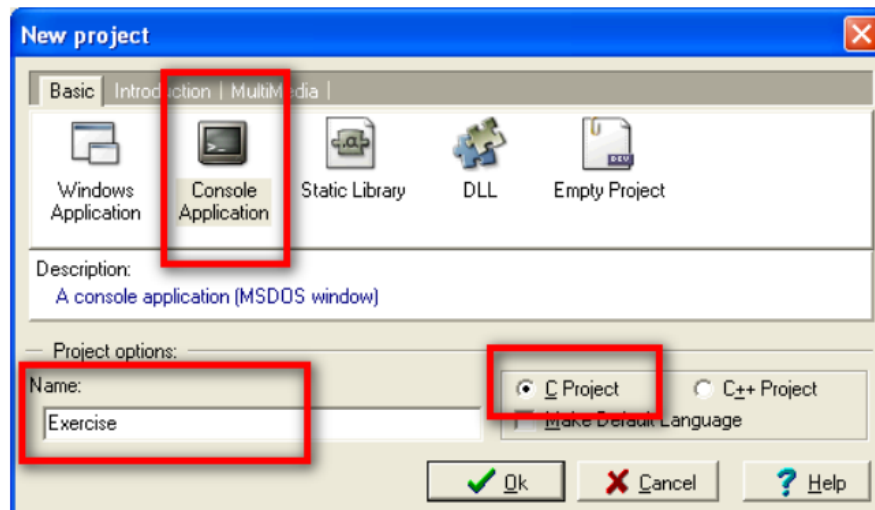 New project
Basic Introduction MultiMedia
Windows Application
Console Application
Static Library
DLL
Empty Project
Description:
A console application (MSDOS window)
Project options:
Name:
Exercise
C Project
C++ Project
Make Default Language
Ok
Cancel
Help